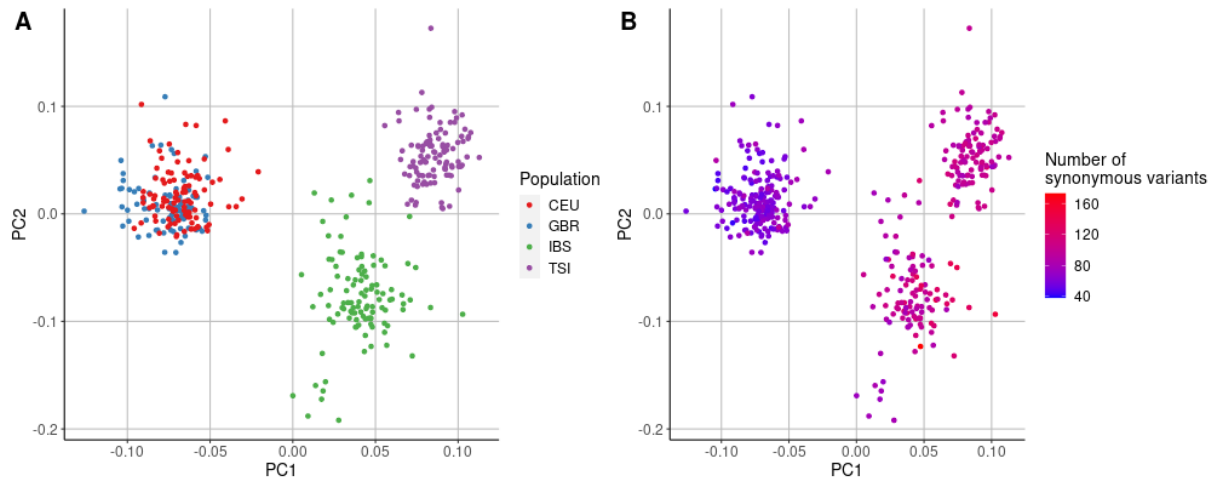 A
0.1
0.0
-0.1
-0.2
PC2
-0.10
-0.05
0.00
0.05
0.10
PC1
Population
CEU
GBR
IBS
TSI
B
0.1
0.0
-0.1
-0.2
PC2
-0.10
-0.05
0.00
0.05
0.10
PC1
Number of
synonymous variants
160
120
80
40